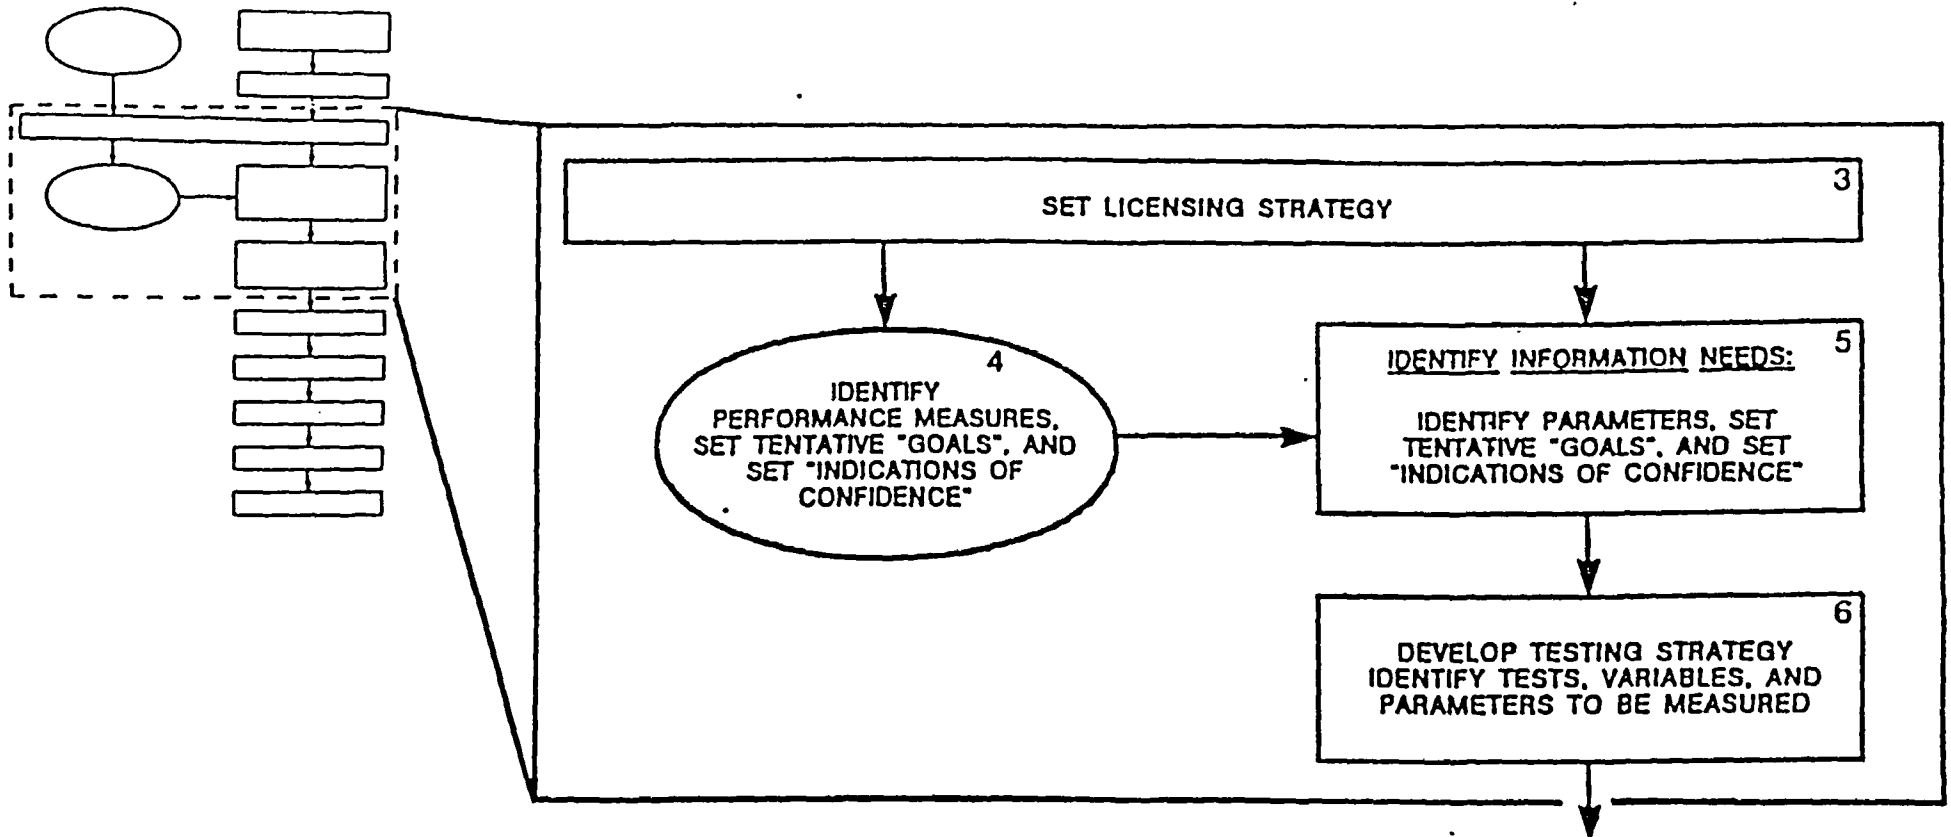 3
SET LICENSING STRATEGY
4
IDENTIFY
PERFORMANCE MEASURES,
SET TENTATIVE "GOALS", AND
SET "INDICATIONS OF
CONFIDENCE"
5
IDENTIFY INFORMATION NEEDS:
IDENTIFY PARAMETERS, SET
TENTATIVE "GOALS", AND SET
"INDICATIONS OF CONFIDENCE"
6
DEVELOP TESTING STRATEGY
IDENTIFY TESTS, VARIABLES, AND
PARAMETERS TO BE MEASURED